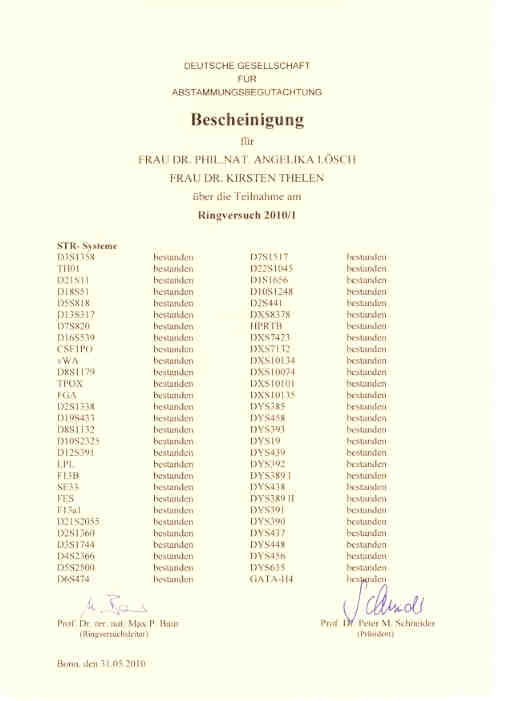 DEUTSCHE GESELLSCHAFT
FÜR
ABSTAMMUNGSBEGUTACHTUNG
Bescheinigung
für
FRAU DR. PHIL.NAT. ANGELIKA LÖSCH
FRAU DR. KIRSTEN THELEN
über die Teilnahme am
Ringversuch 2010/1
STR- Systeme
D3S1358 bestanden D7S1517 bestanden
TH01 bestanden D22S1045 bestanden
D21S11 bestanden D1S1656 bestanden
D18S51 bestanden D10S1248 bestanden
D5S818 bestanden D2S441 bestanden
D13S317 bestanden DXS8378 bestanden
D7S820 bestanden HPRTB bestanden
D16S539 bestanden DXS7423 bestanden
CSF1PO bestanden DXS7132 bestanden
vWA bestanden DXS10134 bestanden
D8S1179 bestanden DXS10074 bestanden
TPOX bestanden DXS10101 bestanden
FGA bestanden DXS10135 bestanden
D2S1338 bestanden DYS385 bestanden
D19S433 bestanden DYS458 bestanden
D8S1132 bestanden DYS393 bestanden
D10S2325 bestanden DYS19 bestanden
D12S391 bestanden DYS439 bestanden
LPL bestanden DYS392 bestanden
F13B bestanden DYS389 I bestanden
SE33 bestanden DYS438 bestanden
FES bestanden DYS389 II bestanden
F13a1 bestanden DYS391 bestanden
D21S2055 bestanden DYS390 bestanden
D2S1360 bestanden DYS437 bestanden
D3S1744 bestanden DYS448 bestanden
D4S2366 bestanden DYS456 bestanden
D5S2500 bestanden DYS635 bestanden
D6S474 bestanden GATA-H4 bestanden
Prof. Dr. rer. nat. Max P. Baur Prof. Dr. Peter M. Schneider
(Ringversuchsleiter) (Präsident)
Bonn, den 31.05.2010